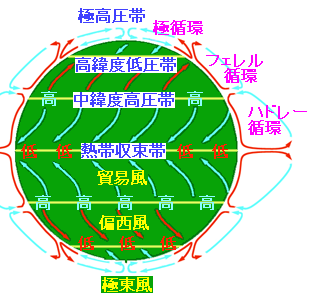 極高圧帯
極循環
フェレル
循環
高緯度低圧帯
高 中緯度高圧帯 高
ハドレー
循環
低 熱帯収束帯 低 低
貿易風
高 高 高 高 高
偏西風
低 低 低
極東風